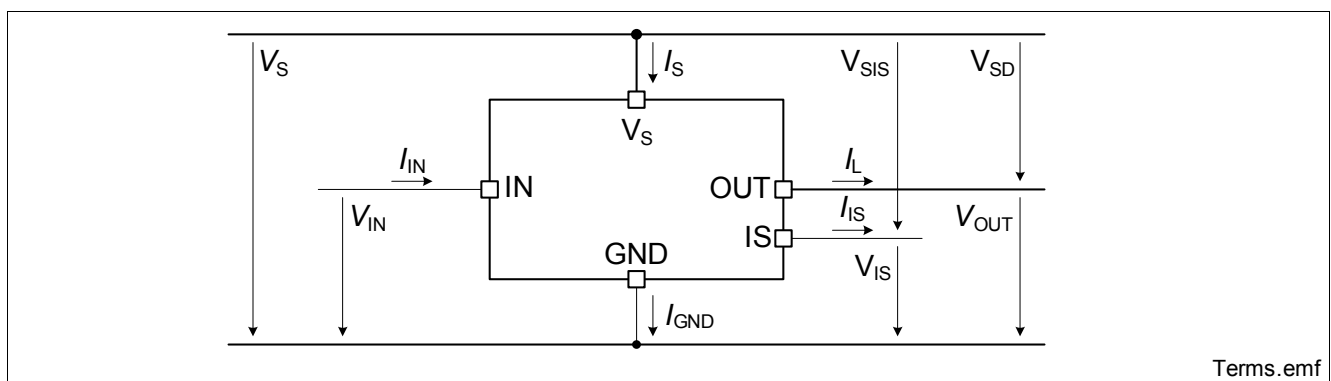 VS IS VSIS VSD
VS
IIN IN OUT IL
VIN IS IIS VOUT
GND VIS
IGND
Terms.emf